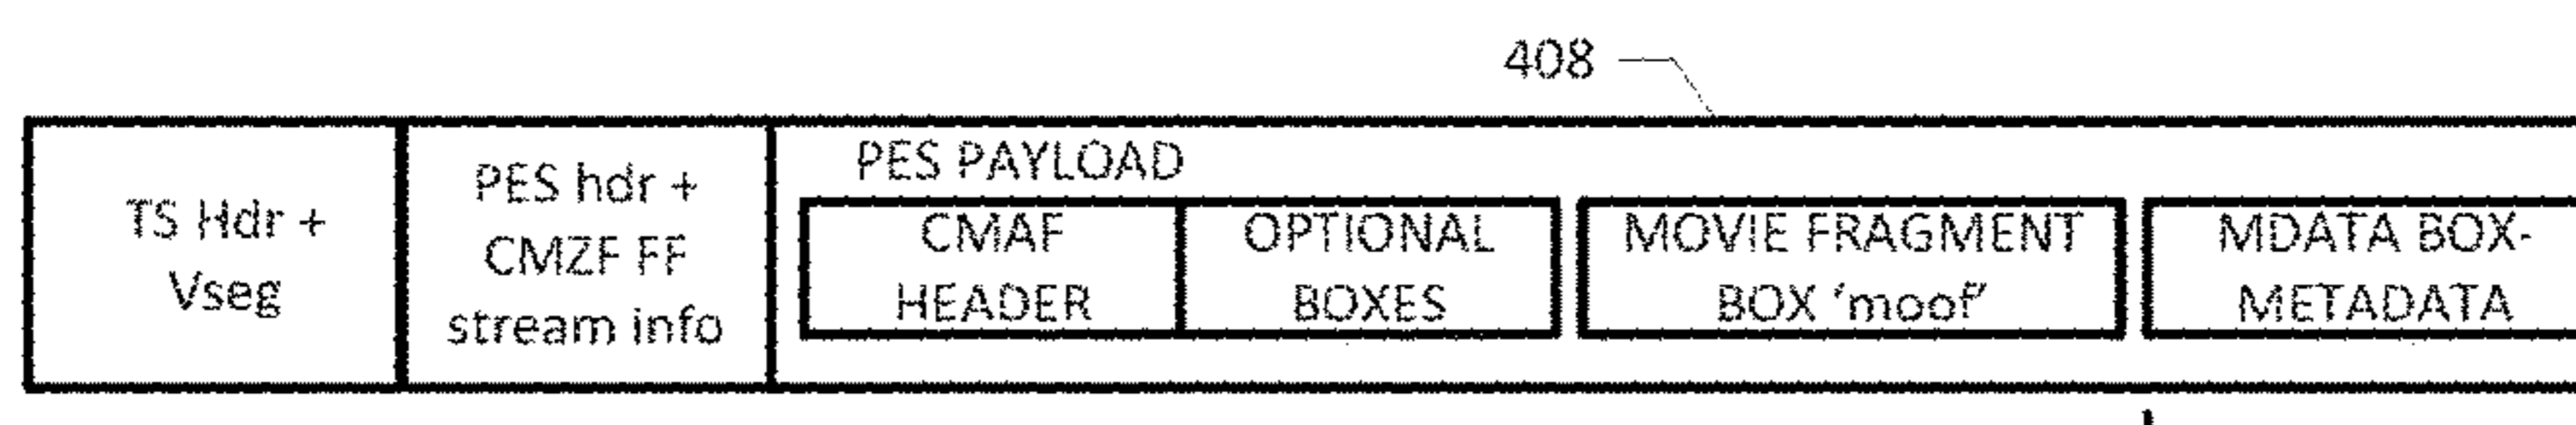 408
TS Hdr +
Vseg
PES hdr +
CMZF FF
stream info
PES PAYLOAD
CMAF
HEADER
OPTIONAL
BOXES
MOVIE FRAGMENT
BOX ‘moof’
MDATA BOX-
METADATA